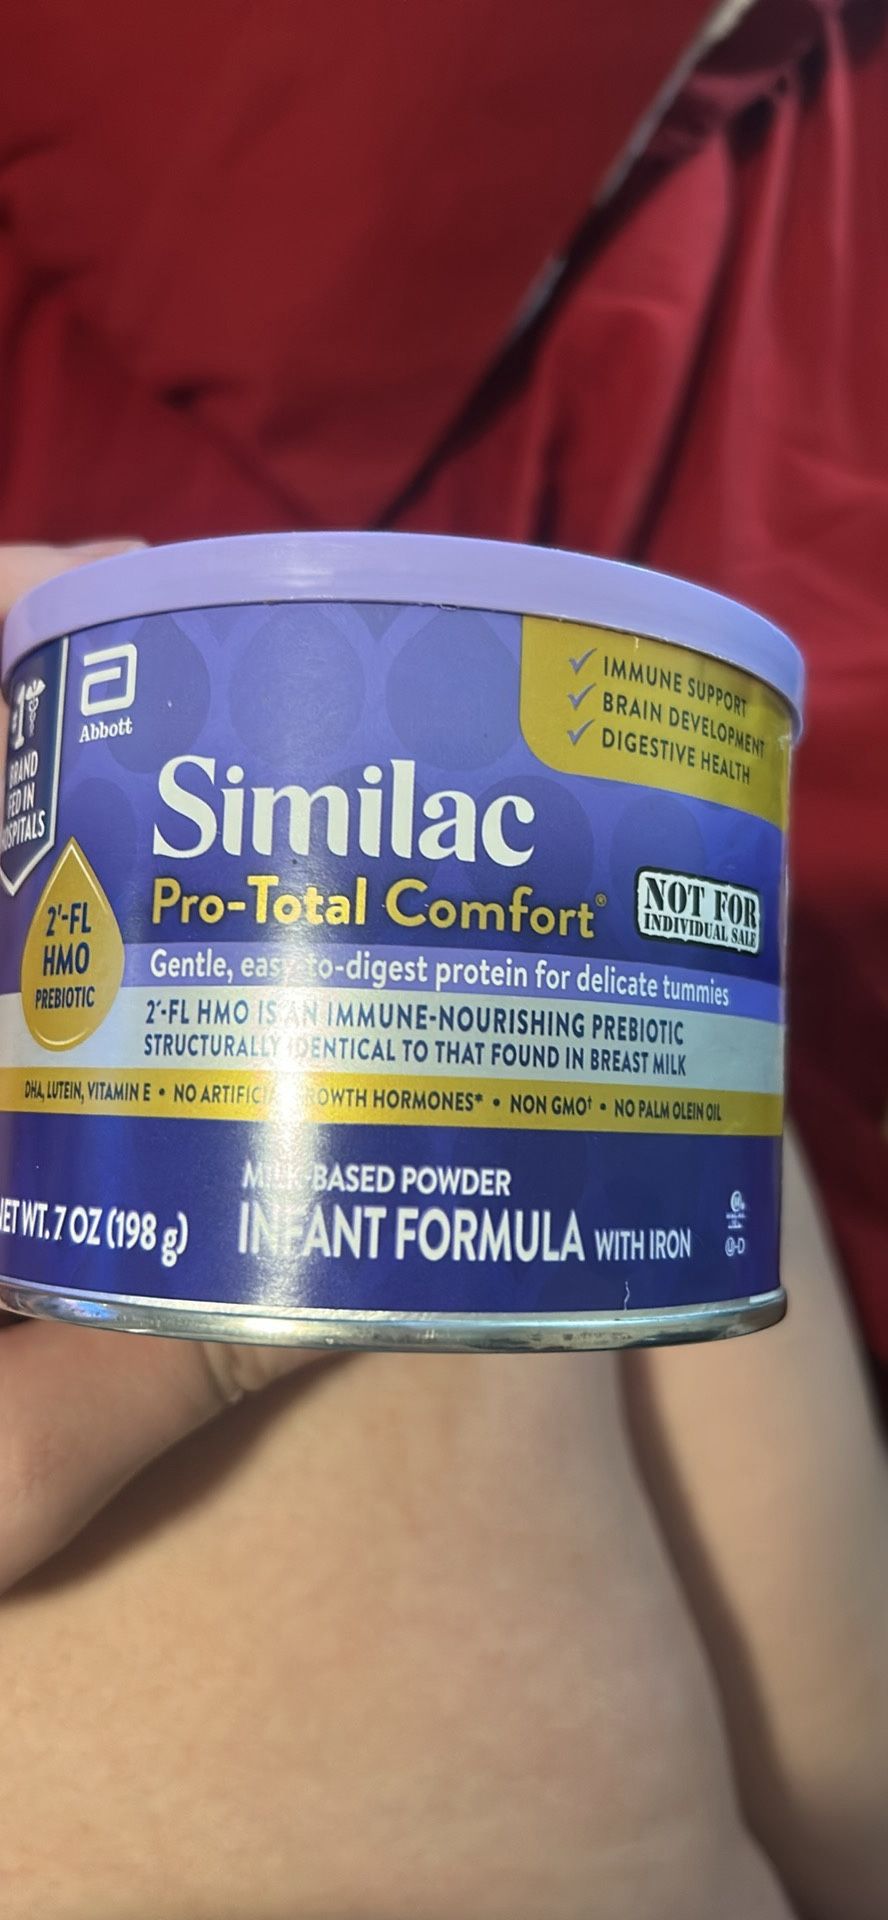 #1
BRAND
HOSPITALS
Abbott
✓ IMMUNE SUPPORT
✓ BRAIN DEVELOPMENT
✓ DIGESTIVE HEALTH
Similac
Pro-Total Comfort®
NOT FOR
INDIVIDUAL SALE
2'-FL
HMO
PREBIOTIC
Gentle, easy-to-digest protein for delicate tummies
2'-FL HMO IS AN IMMUNE-NOURISHING PREBIOTIC
STRUCTURALLY IDENTICAL TO THAT FOUND IN BREAST MILK
DHA, LUTEIN, VITAMIN E • NO ARTIFICIAL GROWTH HORMONES* • NON GMO† • NO PALM OLEIN OIL
MILK-BASED POWDER
NET WT. 7 OZ (198 g)
INFANT FORMULA WITH IRON
U-D